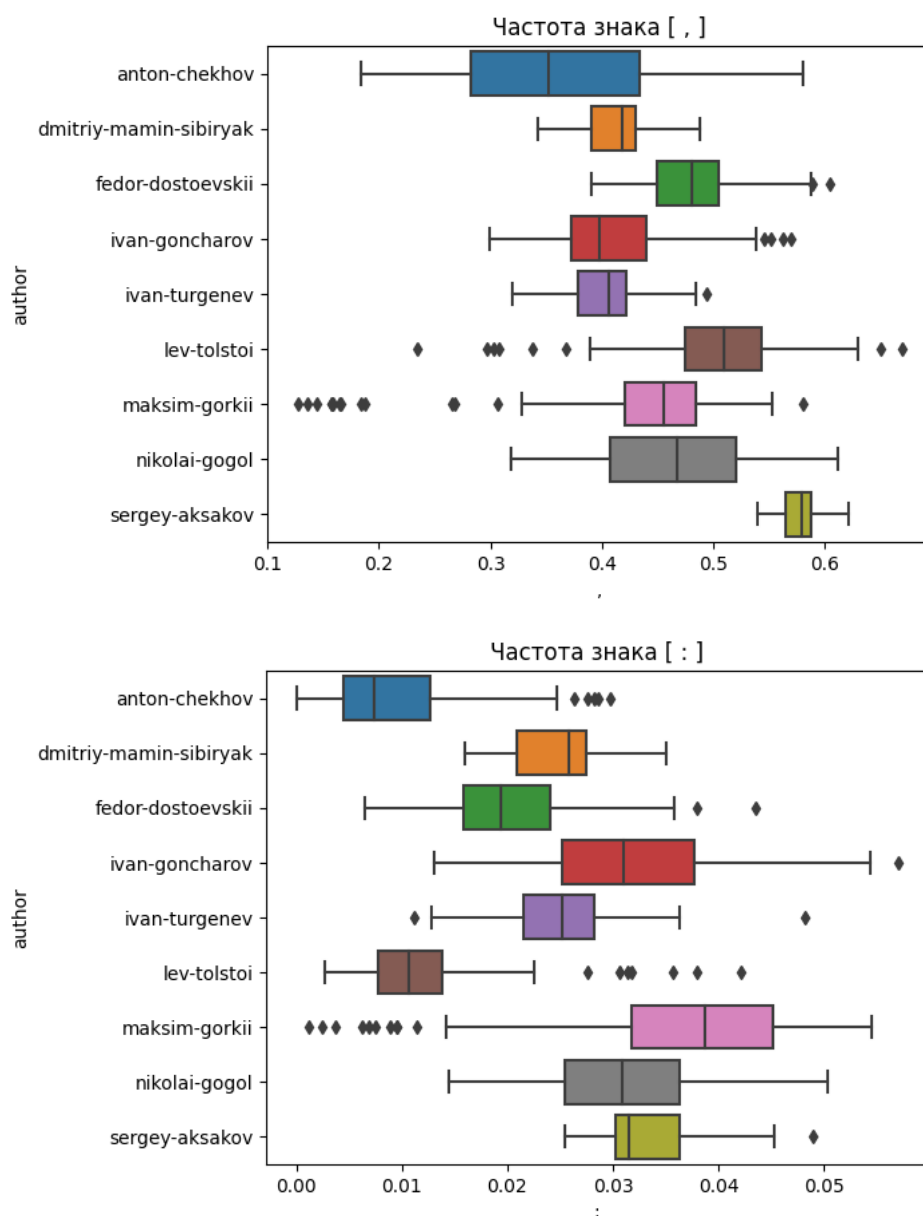 Частота знака [ , ]
author
anton-chekhov
dmitriy-mamin-sibiryak
fedor-dostoevskii
ivan-goncharov
ivan-turgenev
lev-tolstoi
maksim-gorkii
nikolai-gogol
sergey-aksakov
0.1 0.2 0.3 0.4 0.5 0.6
,
Частота знака [ : ]
author
anton-chekhov
dmitriy-mamin-sibiryak
fedor-dostoevskii
ivan-goncharov
ivan-turgenev
lev-tolstoi
maksim-gorkii
nikolai-gogol
sergey-aksakov
0.00 0.01 0.02 0.03 0.04 0.05
: